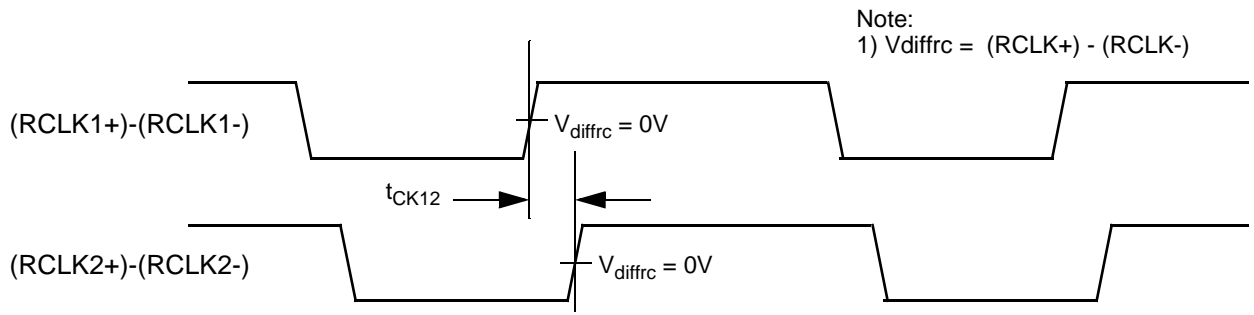 Note:
1) Vdiffrc = (RCLK+) - (RCLK-)
(RCLK1+)-(RCLK1-)
Vdiffrc = 0V
tCK12
(RCLK2+)-(RCLK2-)
Vdiffrc = 0V